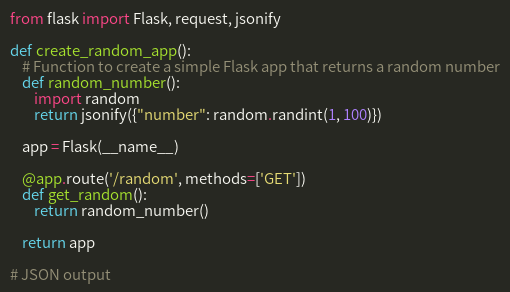 from flask import Flask, request, jsonify

def create_random_app():
    # Function to create a simple Flask app that returns a random number
    def random_number():
        import random
        return jsonify({"number": random.randint(1, 100)})

    app = Flask(__name__)

    @app.route('/random', methods=['GET'])
    def get_random():
        return random_number()

    return app

# JSON output